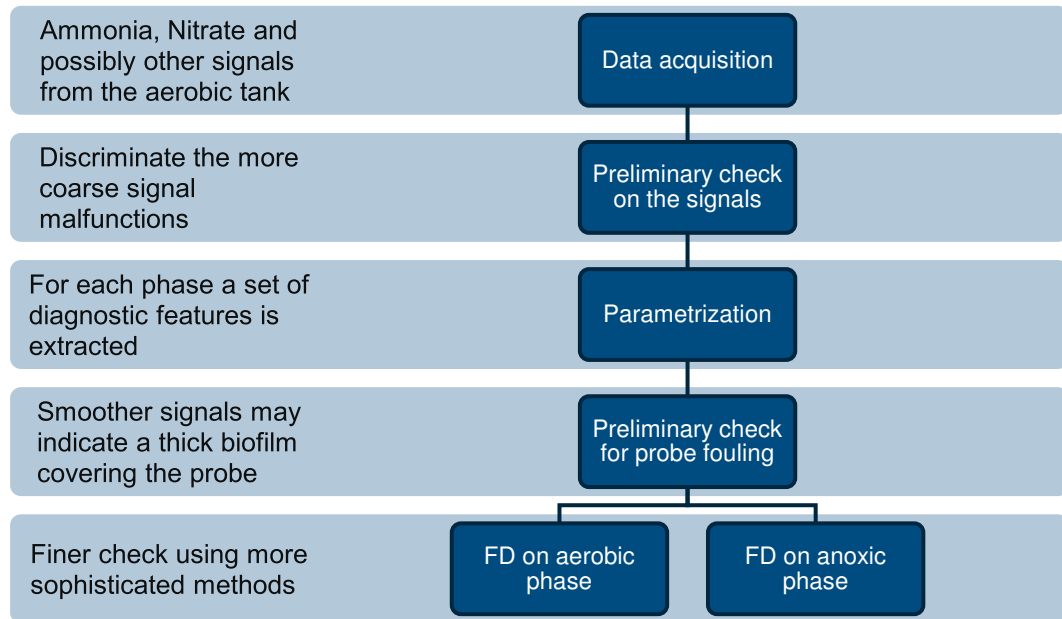 Ammonia, Nitrate and
possibly other signals
from the aerobic tank
Data acquisition
Discriminate the more
coarse signal
malfunctions
Preliminary check
on the signals
For each phase a set of
diagnostic features is
extracted
Parametrization
Smoother signals may
indicate a thick biofilm
covering the probe
Preliminary check
for probe fouling
Finer check using more
sophisticated methods
FD on aerobic
phase
FD on anoxic
phase